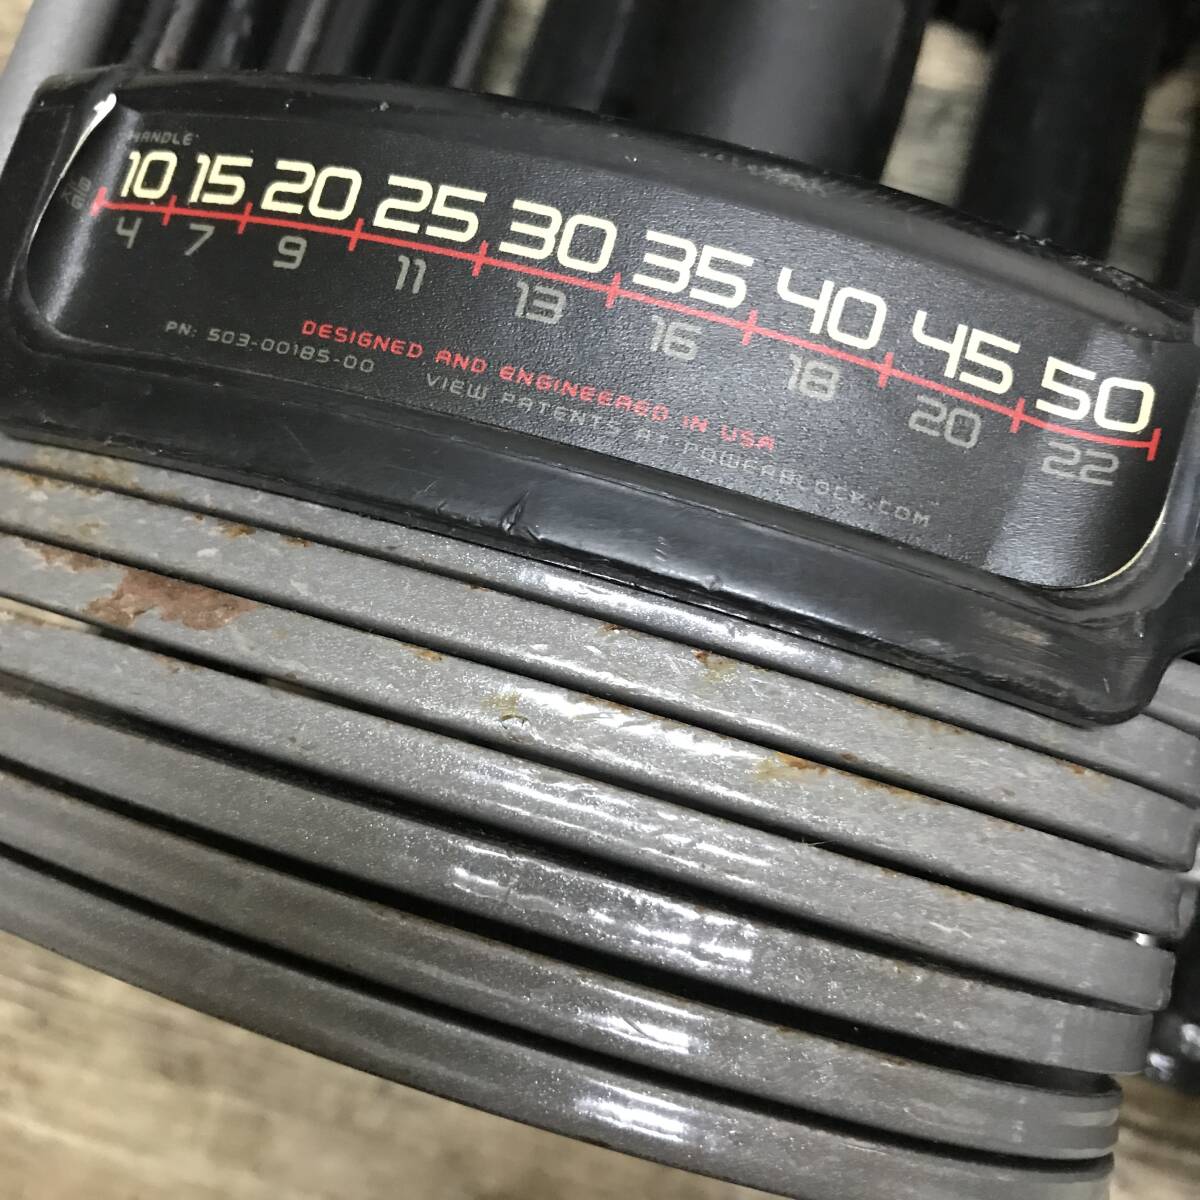 HANDLE
10 15 20 25 30 35 40 45 50
4 7 9 11 13 16 18 20 22
DESIGNED AND ENGINEERED IN USA
PN: 503-00185-00 VIEW PATENTS AT POWERBLOCK.COM